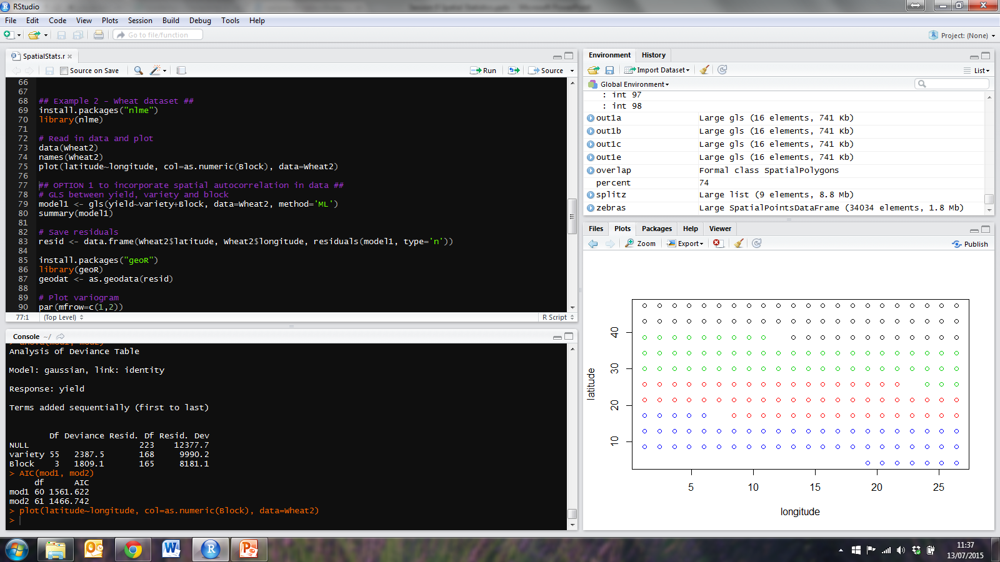 RStudio
File Edit Code View Plots Session Build Debug Tools Help
Go to file/function
Project: (None)
SpatialStats.r
Source on Save
Run
Source
66
67
68 ## Example 2 - Wheat dataset ##
69 install.packages("nlme")
70 library(nlme)
71
72 # Read in data and plot
73 data(Wheat2)
74 names(Wheat2)
75 plot(latitude~longitude, col=as.numeric(Block), data=Wheat2)
76
77 ## OPTION 1 to incorporate spatial autocorrelation in data ##
78 # GLS between yield, variety and block
79 model1 <- gls(yield~variety+Block, data=Wheat2, method='ML')
80 summary(model1)
81
82 # Save residuals
83 resid <- data.frame(Wheat2$latitude, Wheat2$longitude, residuals(model1, type='n'))
84
85 install.packages("geoR")
86 library(geoR)
87 geodat <- as.geodata(resid)
88
89 # Plot variogram
90 par(mfrow=c(1,2))
77:1 (Top Level) R Script
Console ~/
> anova(mod1, mod2)
Analysis of Deviance Table
Model: gaussian, link: identity
Response: yield
Terms added sequentially (first to last)
Df Deviance Resid. Df Resid. Dev
NULL 223 12377.7
variety 55 2387.5 168 9990.2
Block 3 1809.1 165 8181.1
> AIC(mod1, mod2)
df AIC
mod1 60 1561.622
mod2 61 1466.742
> plot(latitude~longitude, col=as.numeric(Block), data=Wheat2)
>
Environment History
Import Dataset
List
Global Environment
: int 97
: int 98
out1a Large gls (16 elements, 741 Kb)
out1b Large gls (16 elements, 741 Kb)
out1c Large gls (16 elements, 741 Kb)
out1e Large gls (16 elements, 741 Kb)
overlap Formal class SpatialPolygons
percent 74
splitz Large list (9 elements, 8.8 Mb)
zebras Large SpatialPointsDataFrame (34034 elements, 1.8 Mb)
Files Plots Packages Help Viewer
Zoom Export Publish
latitude
40
30
20
10
5 10 15 20 25
longitude
11:37
13/07/2015